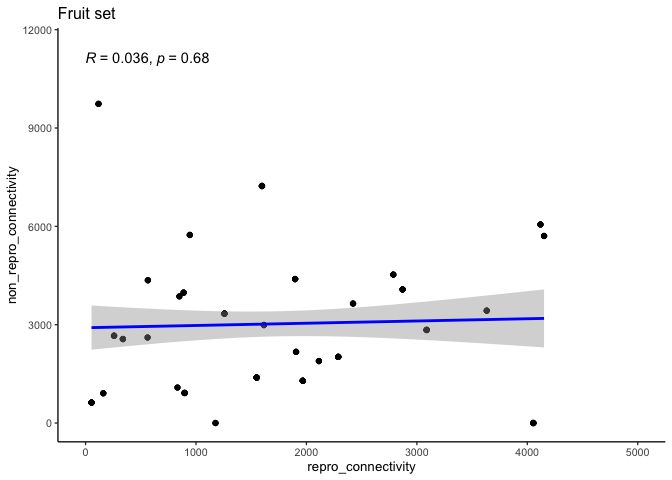 Fruit set
12000
R = 0.036, p = 0.68
9000
6000
3000
0
non_repro_connectivity
0 1000 2000 3000 4000 5000
repro_connectivity